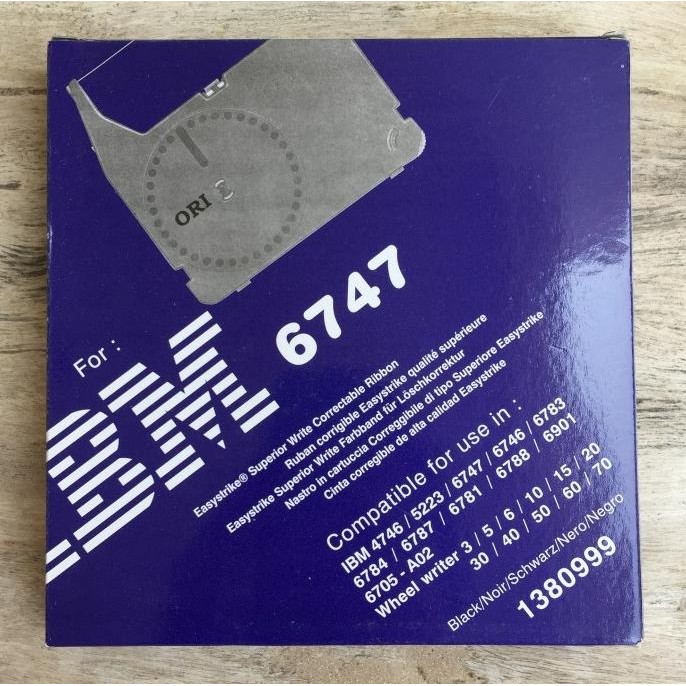 ORI
For :
IBM 6747
Easystrike® Superior Write Correctable Ribbon
Ruban corrigible Easystrike qualité supérieure
Easystrike Superior Write Farbband für Löschkorrektur
Nastro in cartuccia Correggibile di tipo Superiore Easystrike
Cinta corregible de alta calidad Easystrike
Compatible for use in :
IBM 4746 / 5223 / 6747 / 6746 / 6783
6784 / 6787 / 6781 / 6788 / 6901
6705 - A02
Wheel writer 3 / 5 / 6 / 10 / 15 / 20
30 / 40 / 50 / 60 / 70
Black/Noir/Schwarz/Nero/Negro
1380999